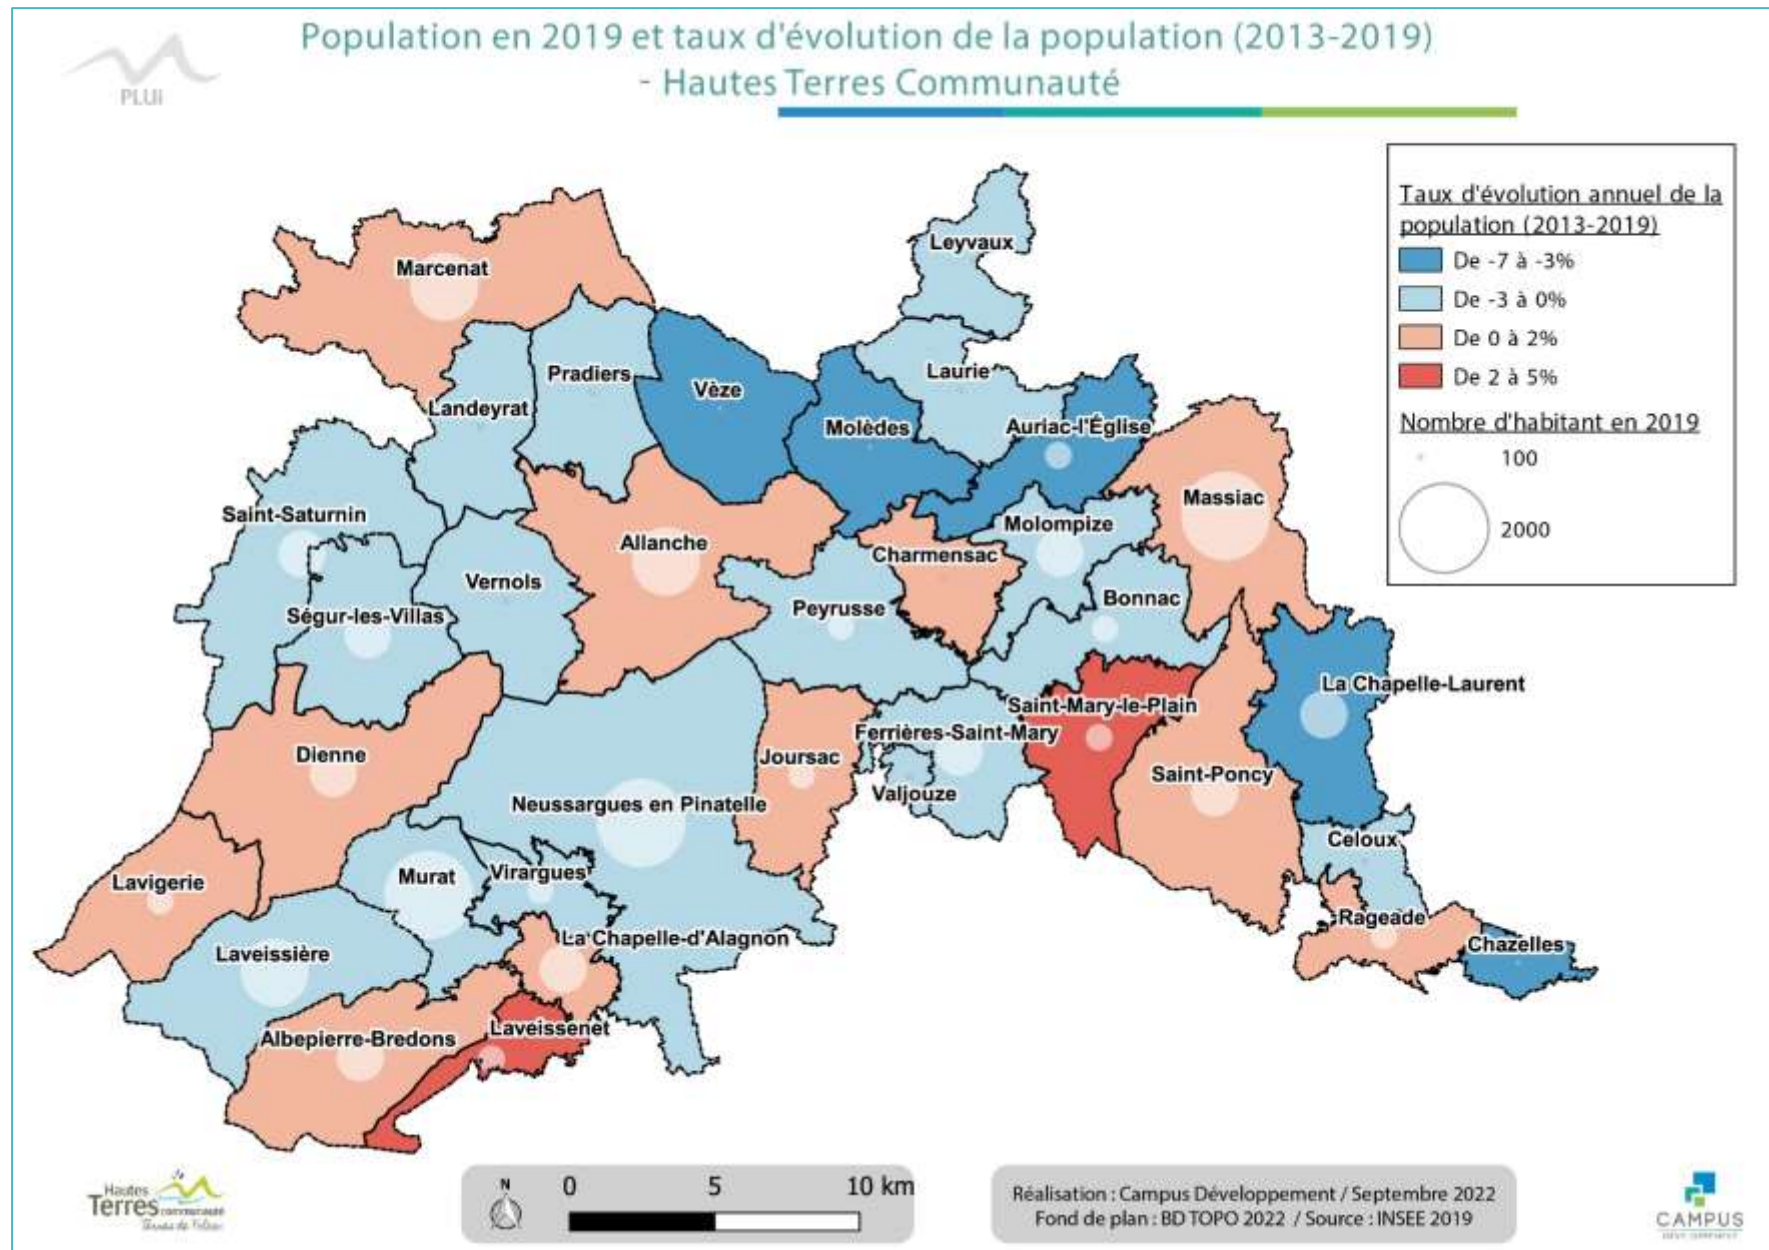 Population en 2019 et taux d'évolution de la population (2013-2019)
- Hautes Terres Communauté
PLUi
Taux d'évolution annuel de la
population (2013-2019)
De -7 à -3%
De -3 à 0%
De 0 à 2%
De 2 à 5%
Nombre d'habitant en 2019
100
2000
Leyvaux
Marcenat
Pradiers
Laurie
Vèze
Landeyrat
Molèdes
Auriac-l'Église
Massiac
Saint-Saturnin
Molompize
Allanche
Charmensac
Vernols
Bonnac
Peyrusse
Ségur-les-Villas
La Chapelle-Laurent
Saint-Mary-le-Plain
Ferrières-Saint-Mary
Dienne
Joursac
Saint-Poncy
Valjouze
Neussargues en Pinatelle
Celoux
Virargues
Murat
Lavigerie
Rageade
La Chapelle-d'Alagnon
Chazelles
Laveissière
Laveissenet
Albepierre-Bredons
Hautes
Terres communauté
N
0 5 10 km
Réalisation : Campus Développement / Septembre 2022
Fond de plan : BD TOPO 2022 / Source : INSEE 2019
CAMPUS